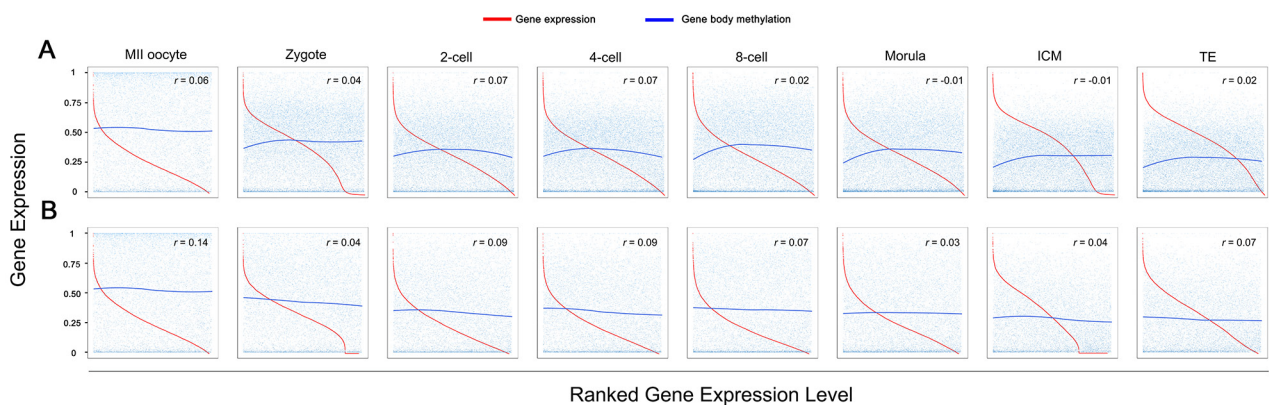 Gene expression
Gene body methylation
A
MII oocyte
Zygote
2-cell
4-cell
8-cell
Morula
ICM
TE
1
0.75
0.50
0.25
0
r = 0.06
r = 0.04
r = 0.07
r = 0.07
r = 0.02
r = -0.01
r = -0.01
r = 0.02
B
1
0.75
0.50
0.25
0
r = 0.14
r = 0.04
r = 0.09
r = 0.09
r = 0.07
r = 0.03
r = 0.04
r = 0.07
Gene Expression
Ranked Gene Expression Level